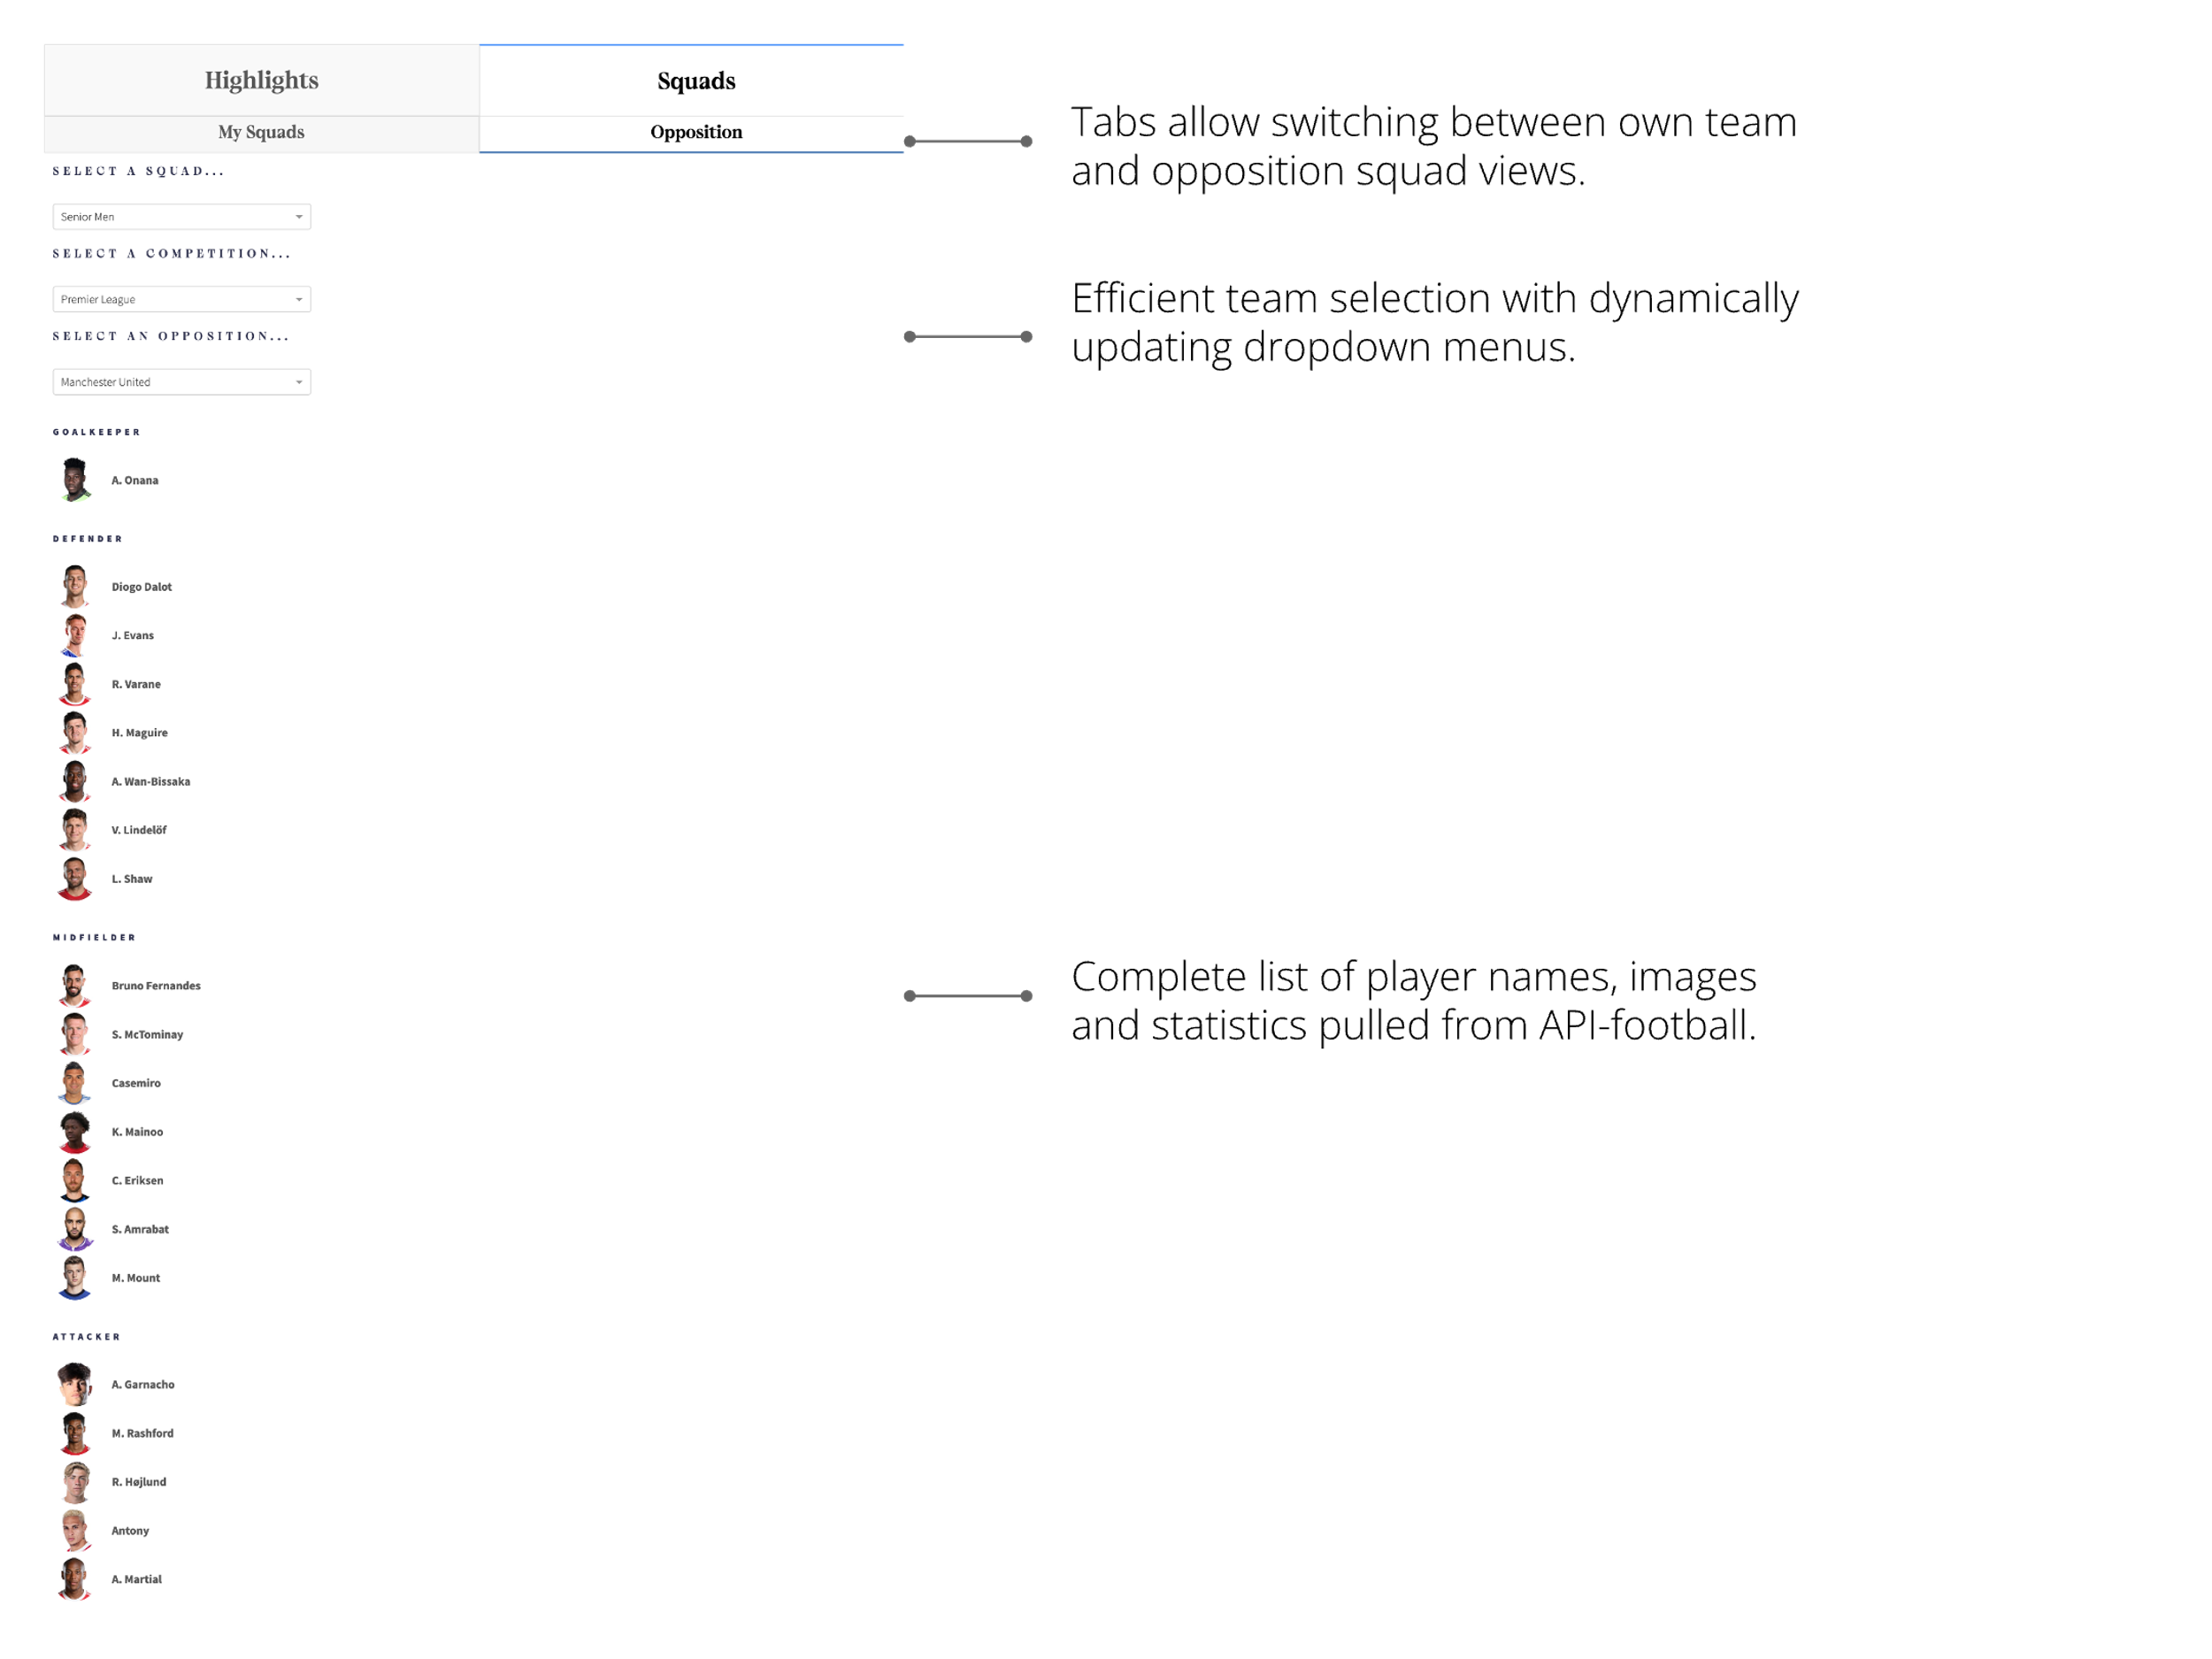 Highlights
Squads
My Squads
Opposition
SELECT A SQUAD...
Senior Men
SELECT A COMPETITION...
Premier League
SELECT AN OPPOSITION...
Manchester United
GOALKEEPER
A. Onana
DEFENDER
Diogo Dalot
J. Evans
R. Varane
H. Maguire
A. Wan-Bissaka
V. Lindelöf
L. Shaw
MIDFIELDER
Bruno Fernandes
S. McTominay
Casemiro
K. Mainoo
C. Eriksen
S. Amrabat
M. Mount
ATTACKER
A. Garnacho
M. Rashford
R. Højlund
Antony
A. Martial
Tabs allow switching between own team
and opposition squad views.
Efficient team selection with dynamically
updating dropdown menus.
Complete list of player names, images
and statistics pulled from API-football.